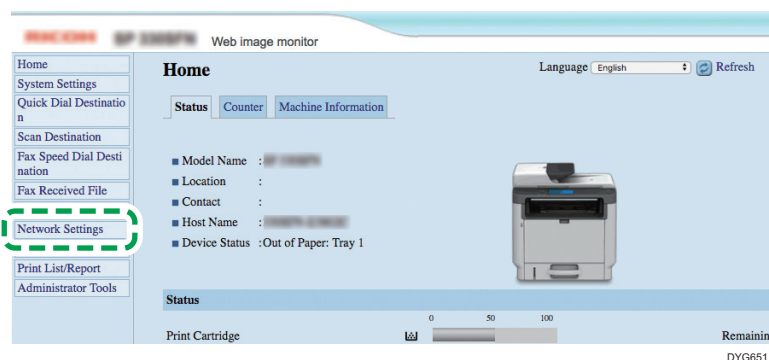 Web image monitor
Home
System Settings
Quick Dial Destinatio
n
Scan Destination
Fax Speed Dial Desti
nation
Fax Received File
Network Settings
Print List/Report
Administrator Tools
Home
Language English
Refresh
Status Counter Machine Information
Model Name :
Location :
Contact :
Host Name :
Device Status :Out of Paper: Tray 1
Status
0 50 100
Print Cartridge
Remainin
DYG651